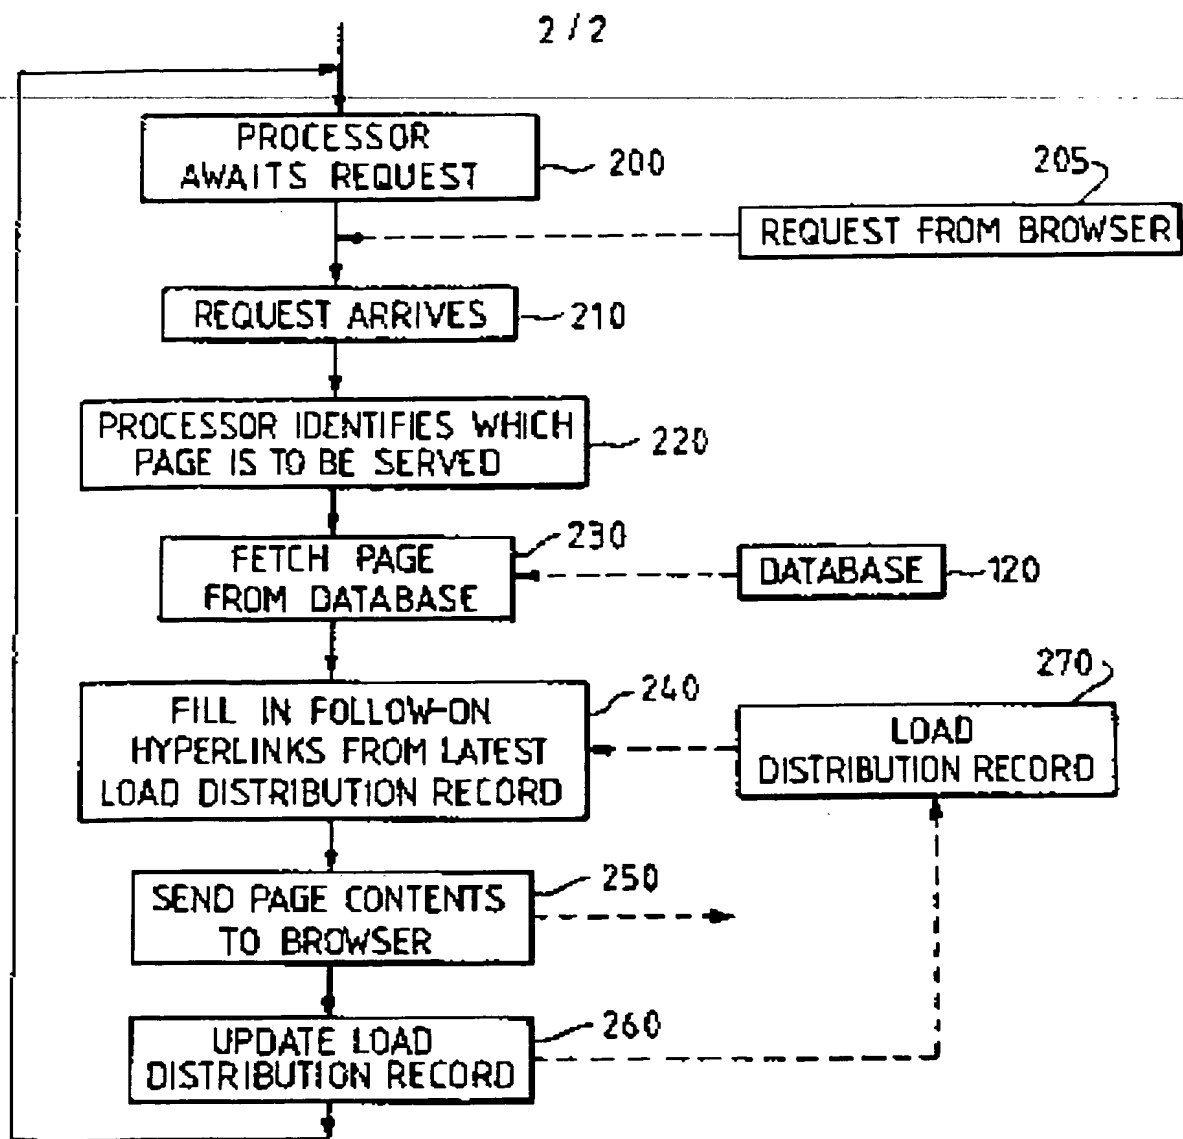 2/2
PROCESSOR
AWAITS REQUEST
200
205
REQUEST FROM BROWSER
REQUEST ARRIVES
210
PROCESSOR IDENTIFIES WHICH
PAGE IS TO BE SERVED
220
230
FETCH PAGE
FROM DATABASE
DATABASE
120
240
FILL IN FOLLOW-ON
HYPERLINKS FROM LATEST
LOAD DISTRIBUTION RECORD
270
LOAD
DISTRIBUTION RECORD
250
SEND PAGE CONTENTS
TO BROWSER
260
UPDATE LOAD
DISTRIBUTION RECORD